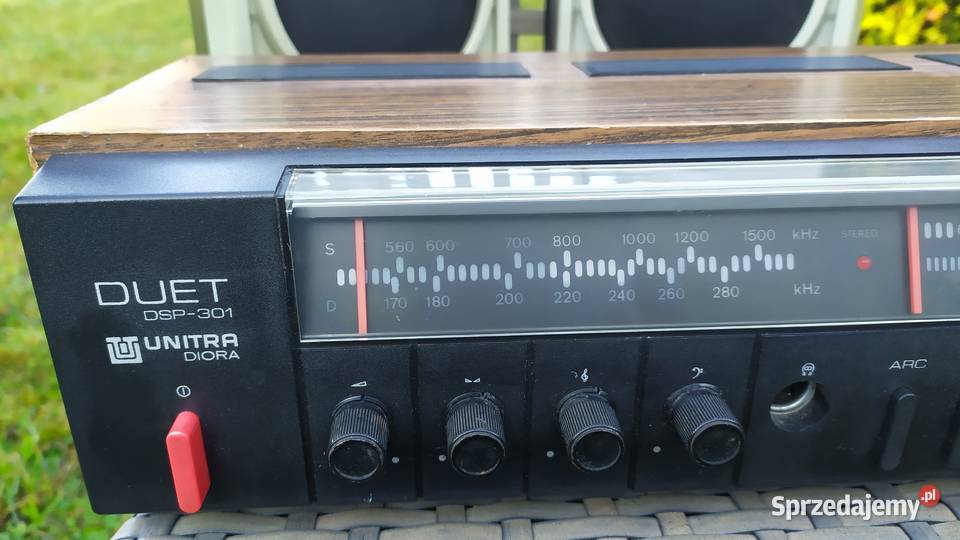 DUET
DSP-301
UNITRA
DIORA
S 560 600 700 800 1000 1200 1500 kHz
D 170 180 200 220 240 260 280 kHz
STEREO
ARC
Sprzedajemy.pl